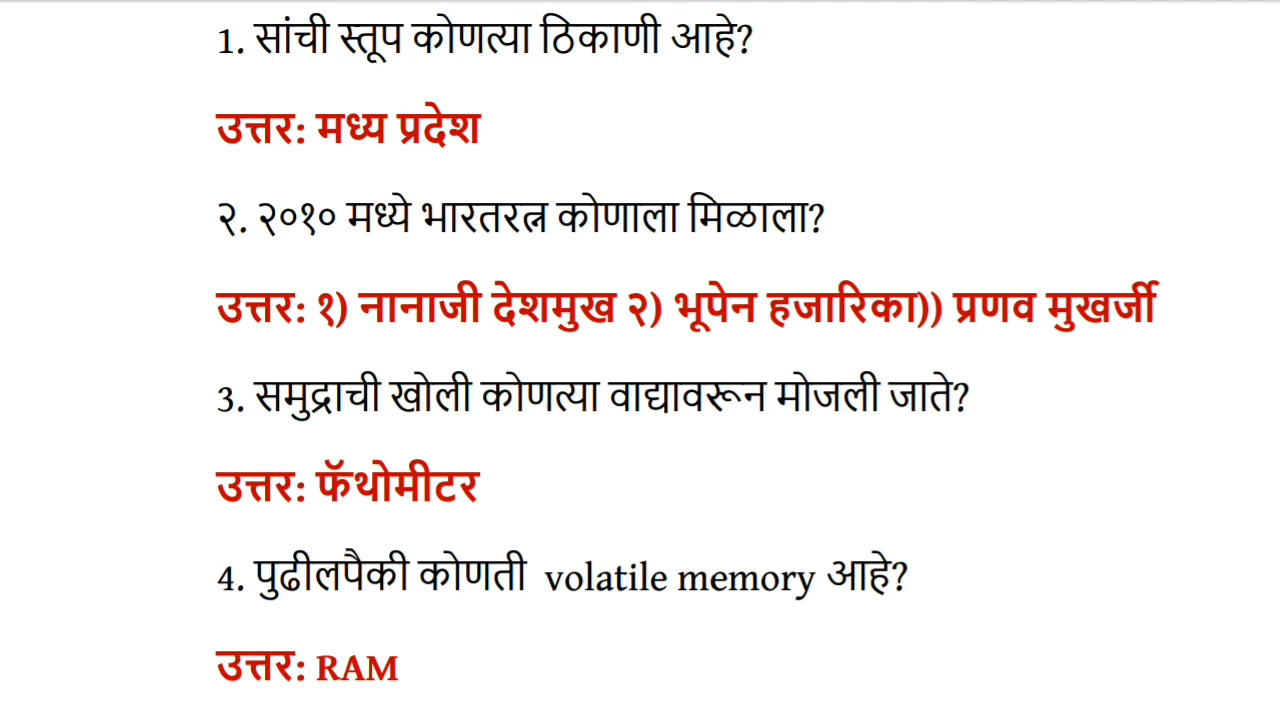 1. सांची स्तूप कोणत्या ठिकाणी आहे?
उत्तर: मध्य प्रदेश
२. २०१० मध्ये भारतरत्न कोणाला मिळाला?
उत्तर: १) नानाजी देशमुख २) भूपेन हजारिका)) प्रणव मुखर्जी
3. समुद्राची खोली कोणत्या वाद्यावरून मोजली जाते?
उत्तर: फॅथोमीटर
4. पुढीलपैकी कोणती volatile memory आहे?
उत्तर: RAM